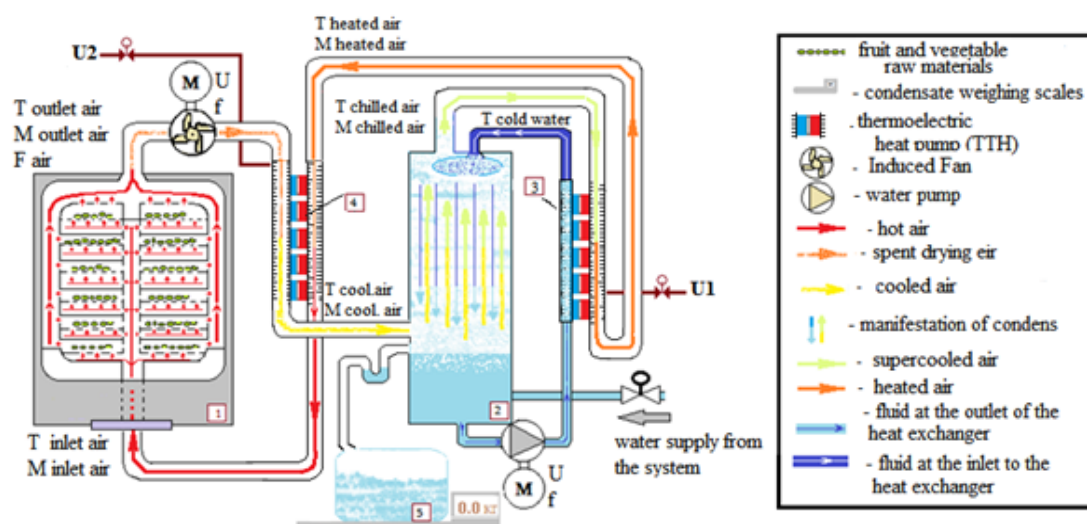 U2
M
U
f
T outlet air
M outlet air
F air
T heated air
M heated air
T chilled air
M chilled air
T cold water
3
4
U1
T cool.air
M cool. air
1
2
T inlet air
M inlet air
5
0.0 кг
M
U
f
water supply from
the system
fruit and vegetable
raw materials
- condensate weighing scales
. thermoelectric
heat pump (TTH)
- Induced Fan
- water pump
- hot air
- spent drying eir
- cooled air
- manifestation of condens
- supercooled air
- heated air
- fluid at the outlet of the
heat exchanger
- fluid at the inlet to the
heat exchanger